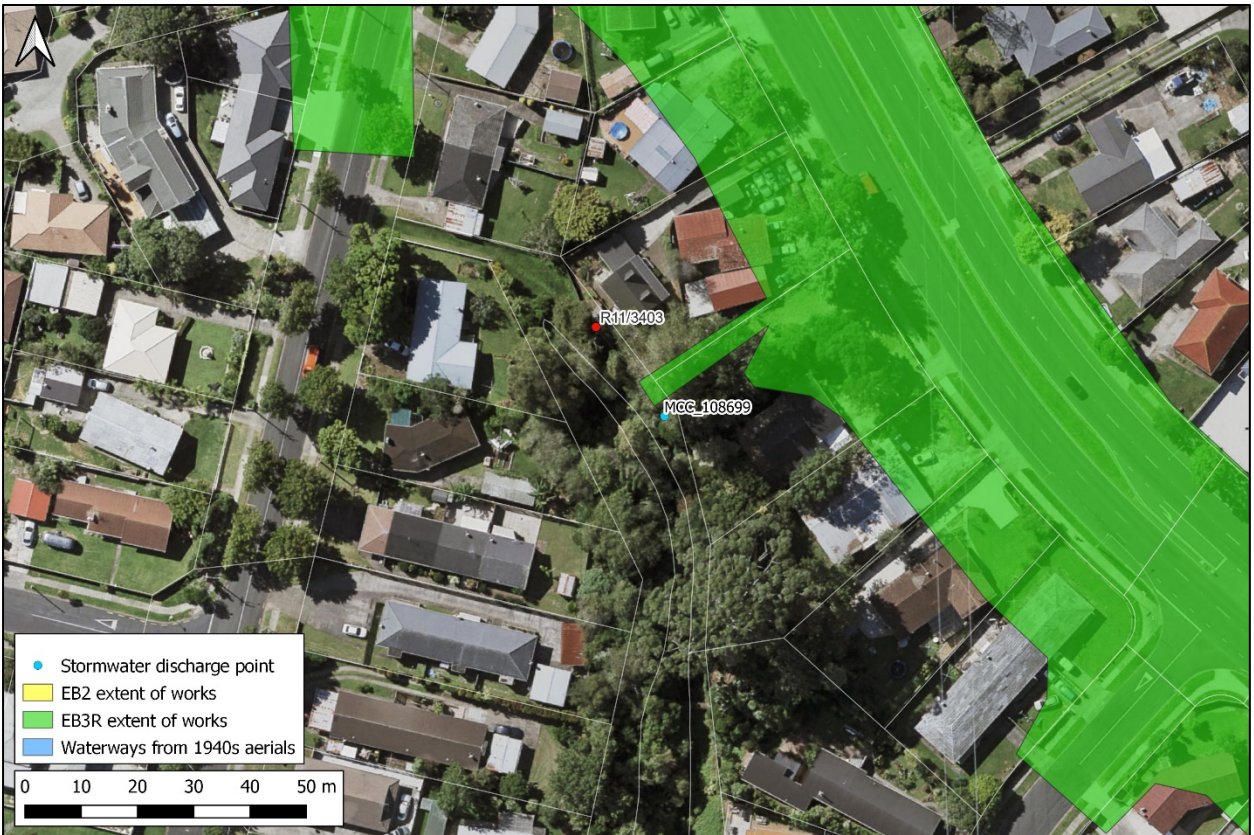 R11/3403
MCC_108699
Stormwater discharge point
EB2 extent of works
EB3R extent of works
Waterways from 1940s aerials
0 10 20 30 40 50 m